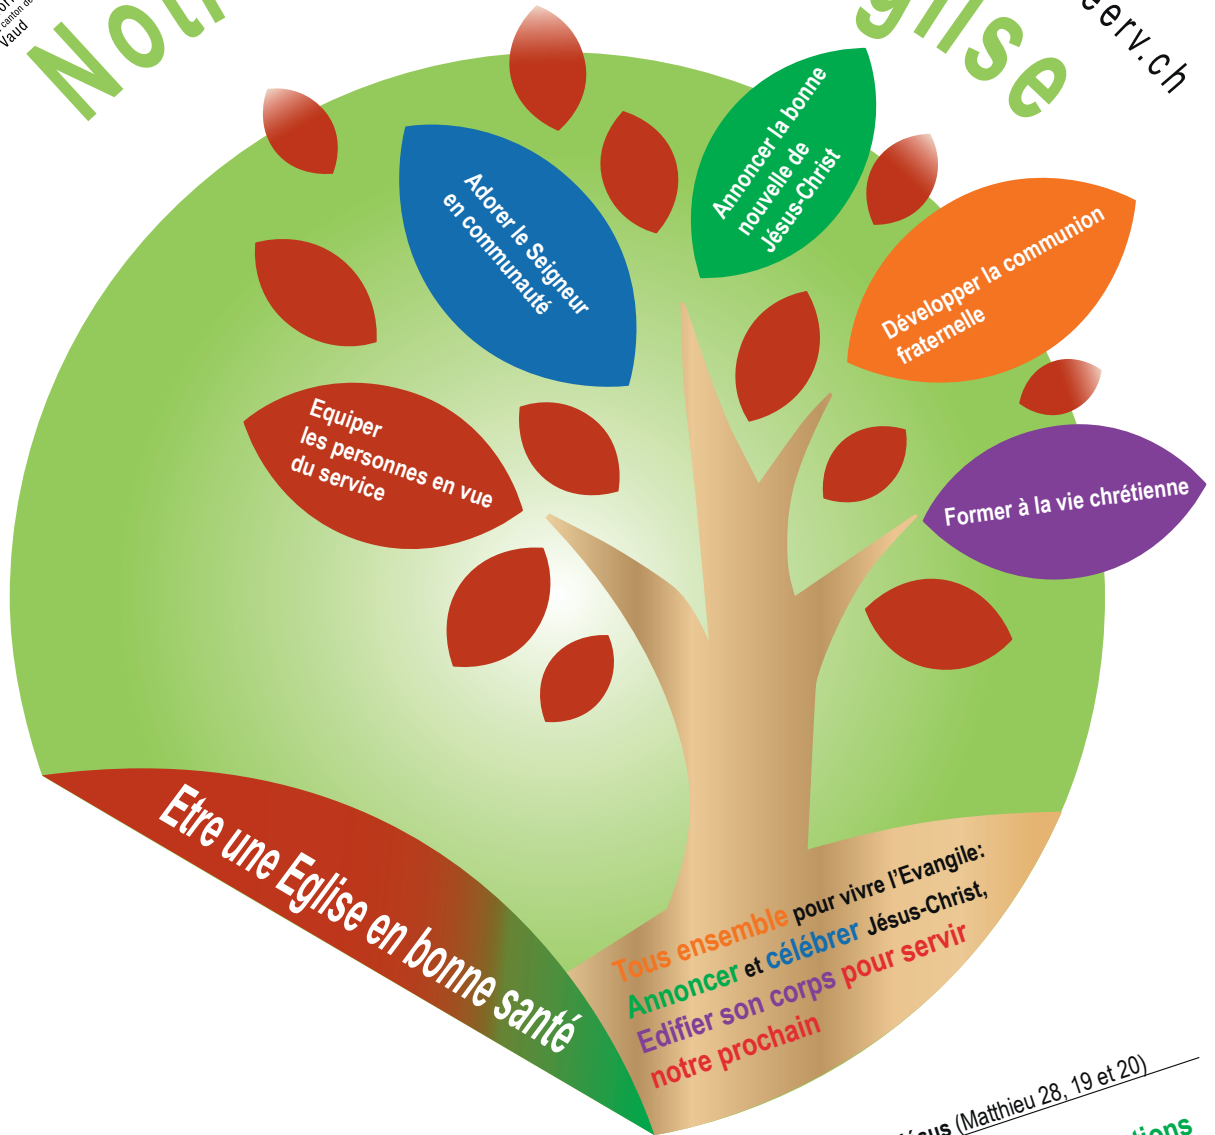 canton de
Vaud
eerv.ch
Annoncer la bonne
nouvelle de
Jésus-Christ
Adorer le Seigneur
en communauté
Développer la communion
fraternelle
Equiper
les personnes en vue
du service
Former à la vie chrétienne
Etre une Eglise en bonne santé
Tous ensemble pour vivre l'Evangile:
Annoncer et célébrer Jésus-Christ,
Edifier son corps pour servir
notre prochain
(Matthieu 28, 19 et 20)